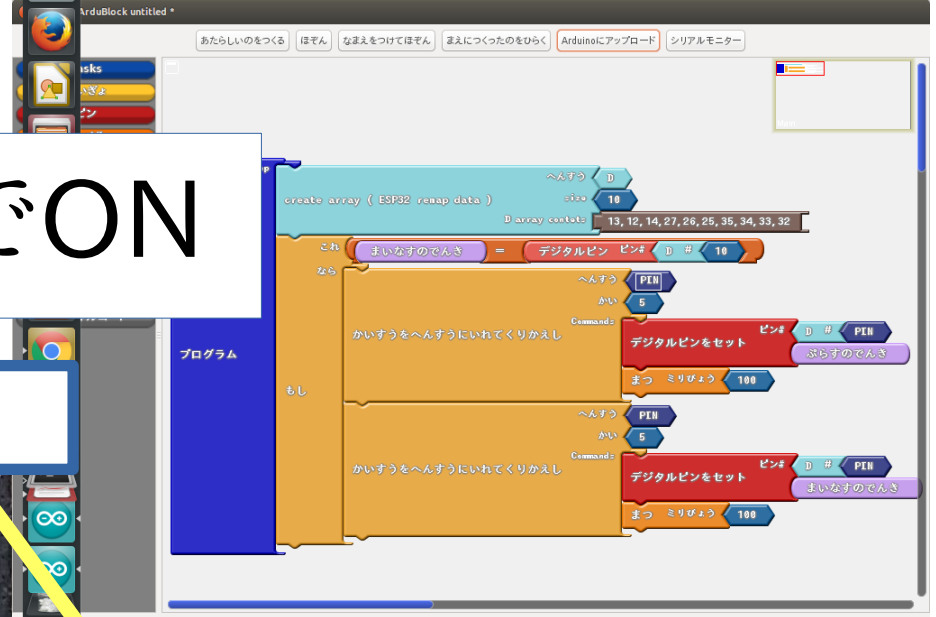 ArduBlock untitled *
あたらしいのをつくる ほぞん なまえをつけてほぞん まえにつくったのをひらく Arduinoにアップロード シリアルモニター
でON
プログラム
create array ( ESP32 remap data )
へんすう D
size 10
D array contets 13, 12, 14, 27, 26, 25, 35, 34, 33, 32
もし
これ まいなすのでんき = デジタルピン ピン# D # 10
なら
かいすうをへんすうにいれてくりかえし
へんすう PIN
かい 5
Commands
デジタルピンをセット ピン# D # PIN
ぷらすのでんき
まつ ミリびょう 100
かいすうをへんすうにいれてくりかえし
へんすう PIN
かい 5
Commands
デジタルピンをセット ピン# D # PIN
まいなすのでんき
まつ ミリびょう 100